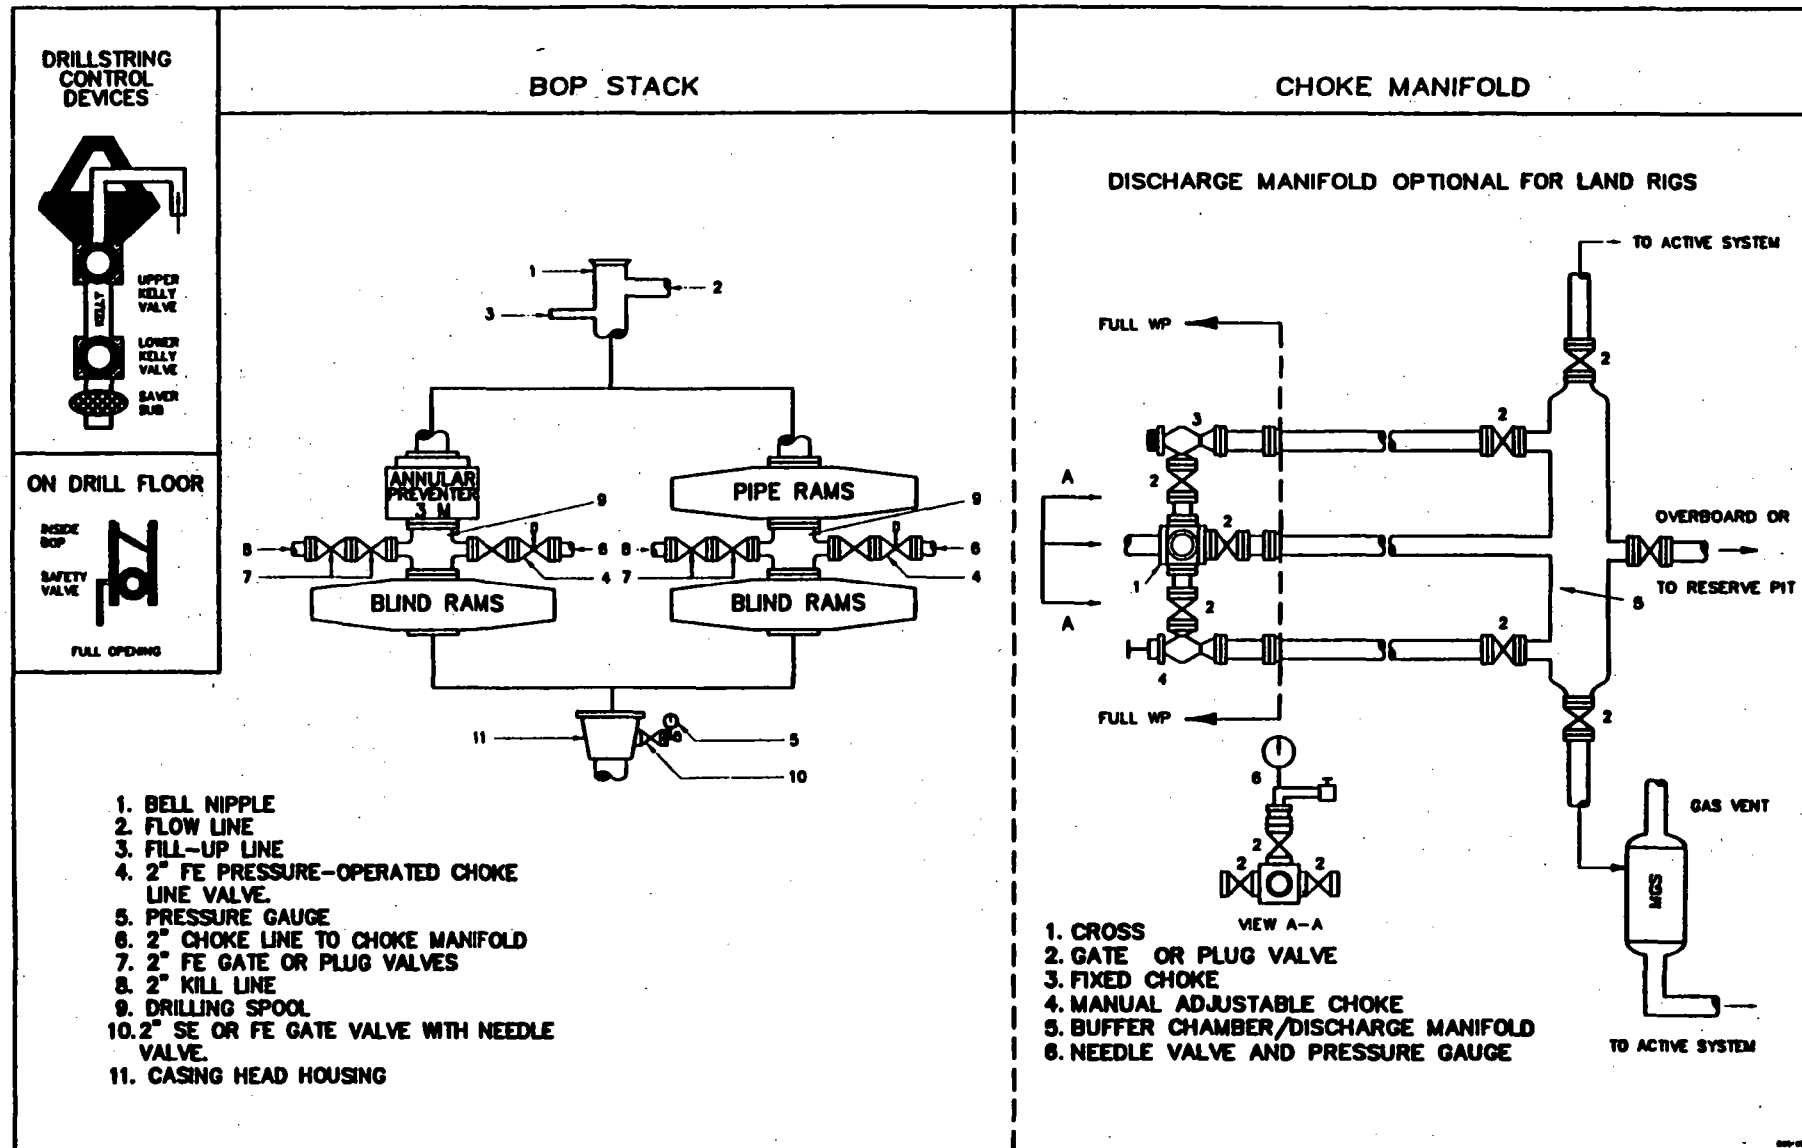 DRILLSTRING
CONTROL
DEVICES
UPPER
KELLY
VALVE
KELLY
LOWER
KELLY
VALVE
SAVER
SUB
ON DRILL FLOOR
INSIDE
BOP
SAFETY
VALVE
FULL OPENING
BOP STACK
1
2
3
ANNULAR
PREVENTER
3 M
PIPE RAMS
9
9
8
6
8
6
7
4
7
4
BLIND RAMS
BLIND RAMS
11
5
10
1. BELL NIPPLE
2. FLOW LINE
3. FILL-UP LINE
4. 2" FE PRESSURE-OPERATED CHOKE
LINE VALVE.
5. PRESSURE GAUGE
6. 2" CHOKE LINE TO CHOKE MANIFOLD
7. 2" FE GATE OR PLUG VALVES
8. 2" KILL LINE
9. DRILLING SPOOL
10. 2" SE OR FE GATE VALVE WITH NEEDLE
VALVE.
11. CASING HEAD HOUSING
CHOKE MANIFOLD
DISCHARGE MANIFOLD OPTIONAL FOR LAND RIGS
TO ACTIVE SYSTEM
FULL WP
2
3
2
A
2
2
OVERBOARD OR
1
TO RESERVE PIT
5
A
2
2
4
FULL WP
2
6
GAS VENT
2
2
2
MGS
VIEW A-A
TO ACTIVE SYSTEM
1. CROSS
2. GATE OR PLUG VALVE
3. FIXED CHOKE
4. MANUAL ADJUSTABLE CHOKE
5. BUFFER CHAMBER/DISCHARGE MANIFOLD
6. NEEDLE VALVE AND PRESSURE GAUGE